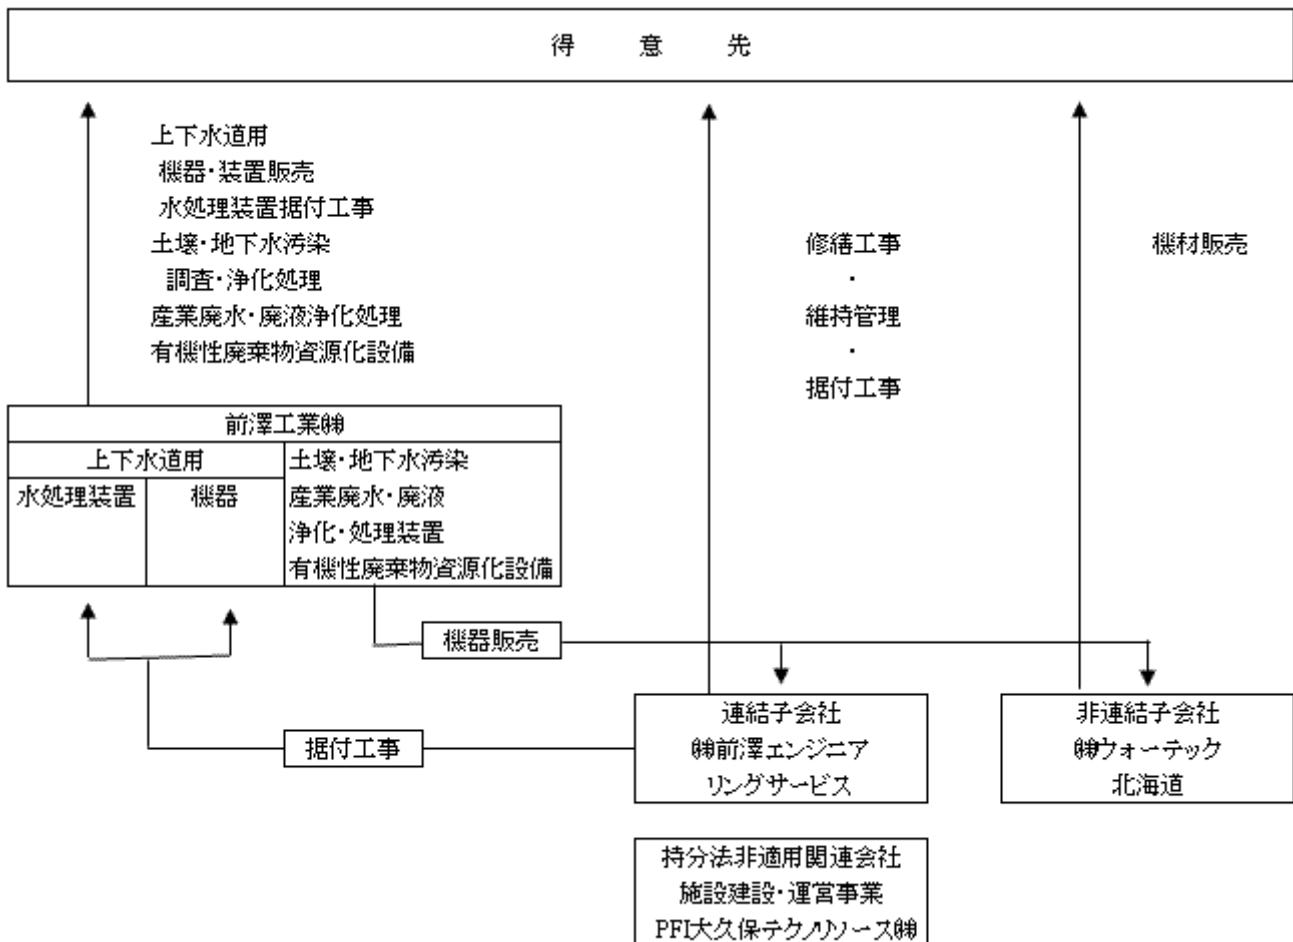 得　意　先
上下水道用
機器・装置販売
水処理装置据付工事
土壌・地下水汚染
調査・浄化処理
産業廃水・廃液浄化処理
有機性廃棄物資源化設備
修繕工事
・
維持管理
・
据付工事
機材販売
前澤工業㈱
上下水道用
水処理装置
機器
土壌・地下水汚染
産業廃水・廃液
浄化・処理装置
有機性廃棄物資源化設備
機器販売
据付工事
連結子会社
㈱前澤エンジニア
リングサービス
非連結子会社
㈱ウォーテック
北海道
持分法非適用関連会社
施設建設・運営事業
PFI大久保テクノリソース㈱